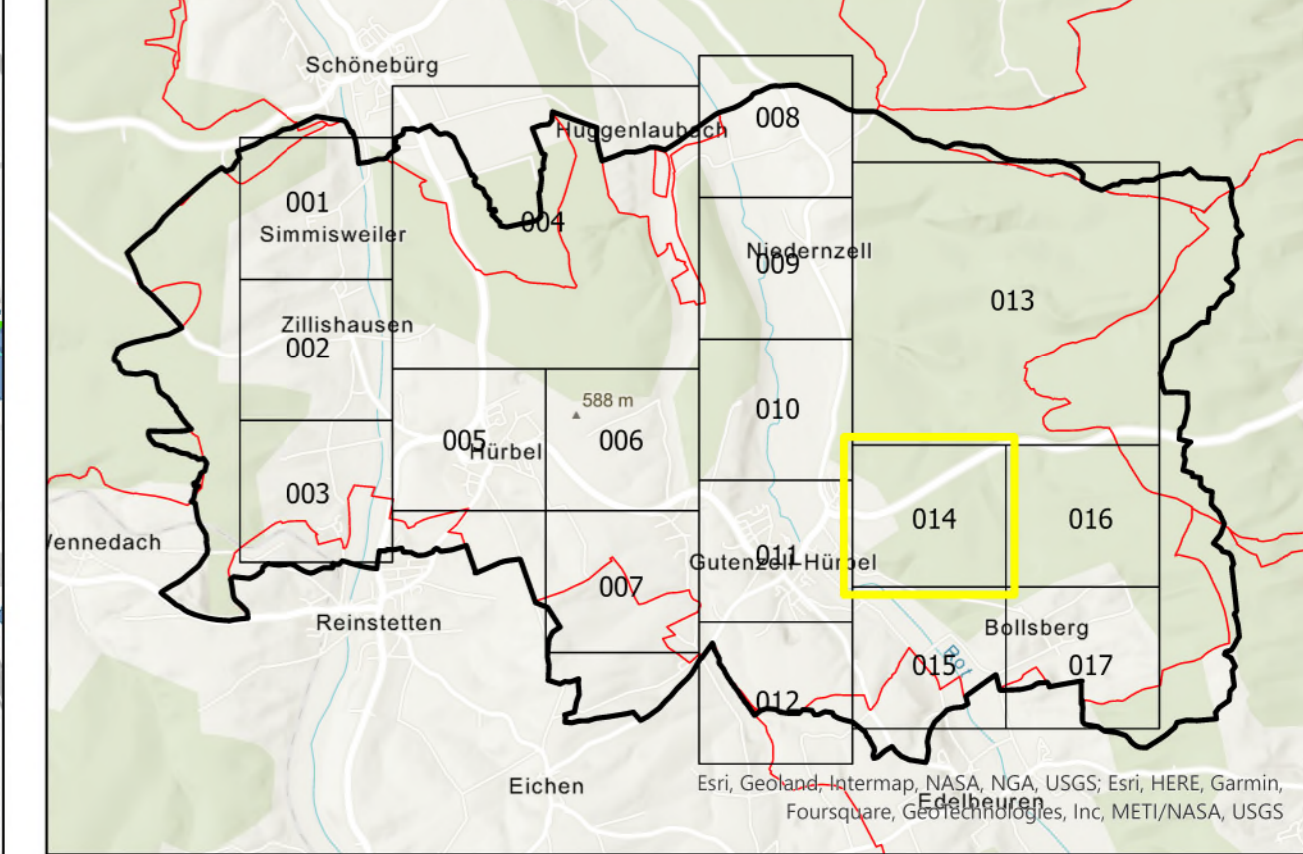 Schönebürg
Huggenlaubach
008
001
Simmisweiler
004
Niedernzell
009
013
Zillishausen
002
588 m
010
005
Hürbel
006
003
014
016
Gutenzell-Hürbel
011
007
Reinstetten
Bollsberg
Rot
015
017
012
Eichen
Edelbeuren
Esri, Geoland, Intermap, NASA, NGA, USGS; Esri, HERE, Garmin,
Foursquare, GeoTechnologies, Inc, METI/NASA, USGS